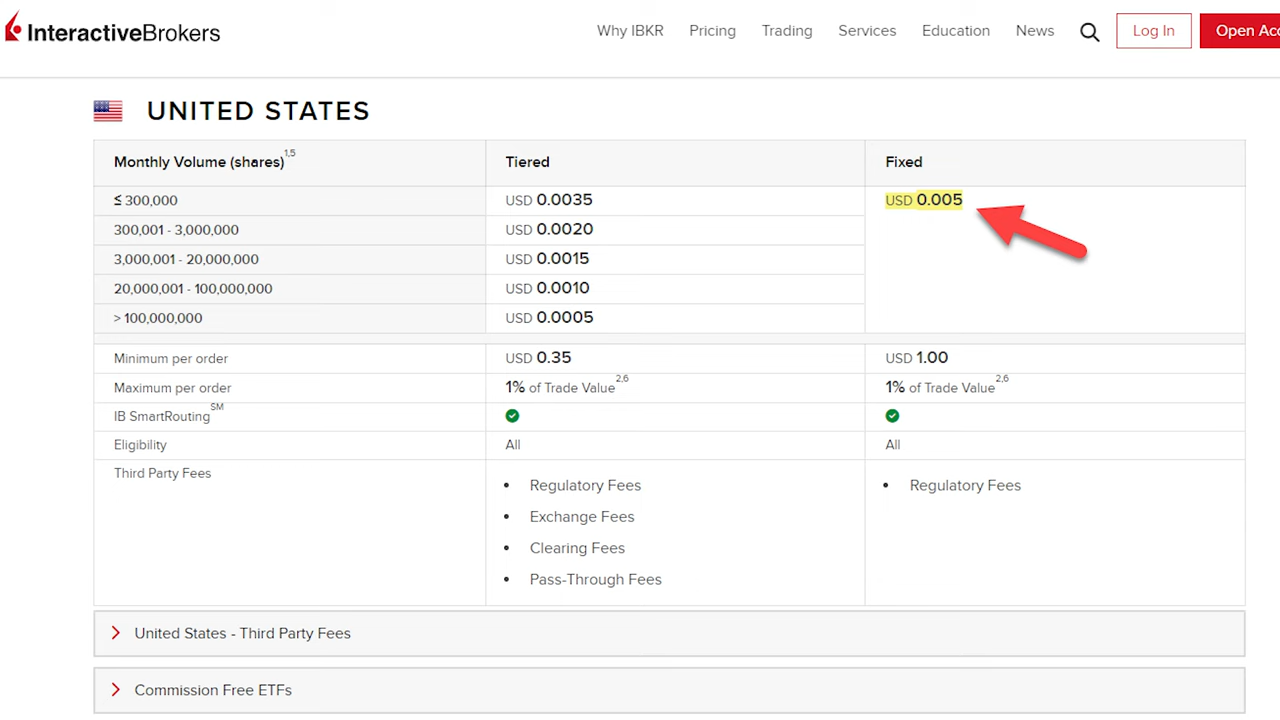 InteractiveBrokers Why IBKR Pricing Trading Services Education News Log In Open Acc
UNITED STATES
Monthly Volume (shares)1,5 Tiered Fixed
≤ 300,000 USD 0.0035 USD 0.005
300,001 - 3,000,000 USD 0.0020
3,000,001 - 20,000,000 USD 0.0015
20,000,001 - 100,000,000 USD 0.0010
> 100,000,000 USD 0.0005
Minimum per order USD 0.35 USD 1.00
Maximum per order 1% of Trade Value2,6 1% of Trade Value2,6
IB SmartRoutingSM
Eligibility All All
Third Party Fees
• Regulatory Fees • Regulatory Fees
• Exchange Fees
• Clearing Fees
• Pass-Through Fees
United States - Third Party Fees
Commission Free ETFs